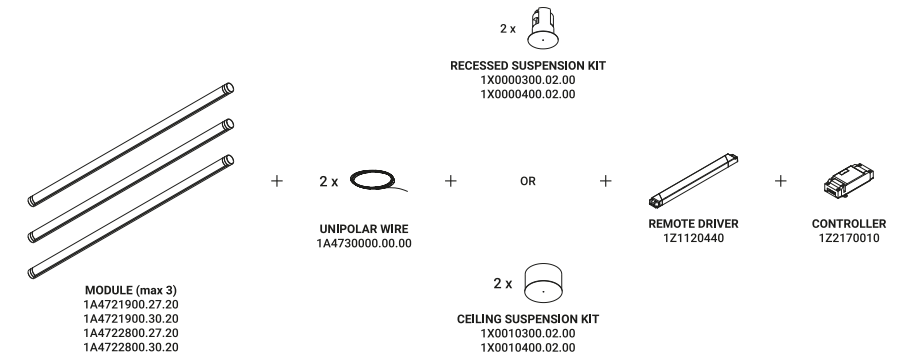 2 x
RECESSED SUSPENSION KIT
1X0000300.02.00
1X0000400.02.00
+
2 x
+
OR
+
+
UNIPOLAR WIRE
1A4730000.00.00
REMOTE DRIVER
1Z1120440
CONTROLLER
1Z2170010
MODULE (max 3)
1A4721900.27.20
1A4721900.30.20
1A4722800.27.20
1A4722800.30.20
2 x
CEILING SUSPENSION KIT
1X0010300.02.00
1X0010400.02.00